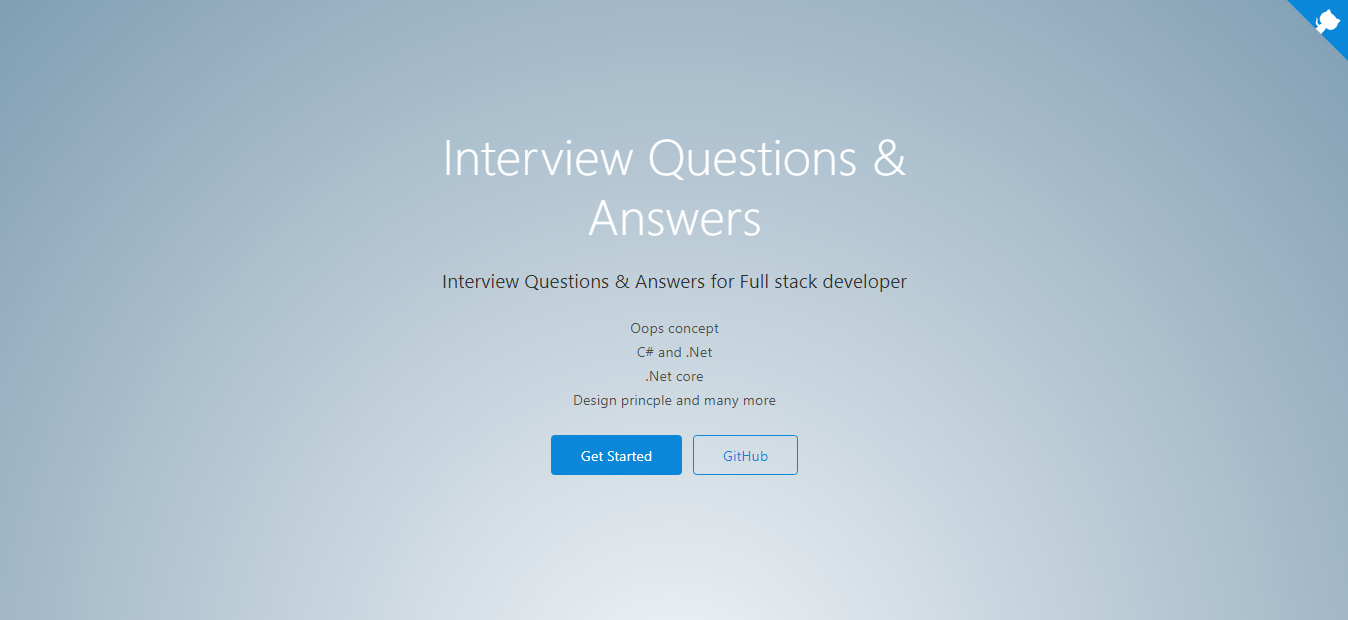 Interview Questions &
Answers
Interview Questions & Answers for Full stack developer
Oops concept
C# and .Net
.Net core
Design princple and many more
Get Started
GitHub